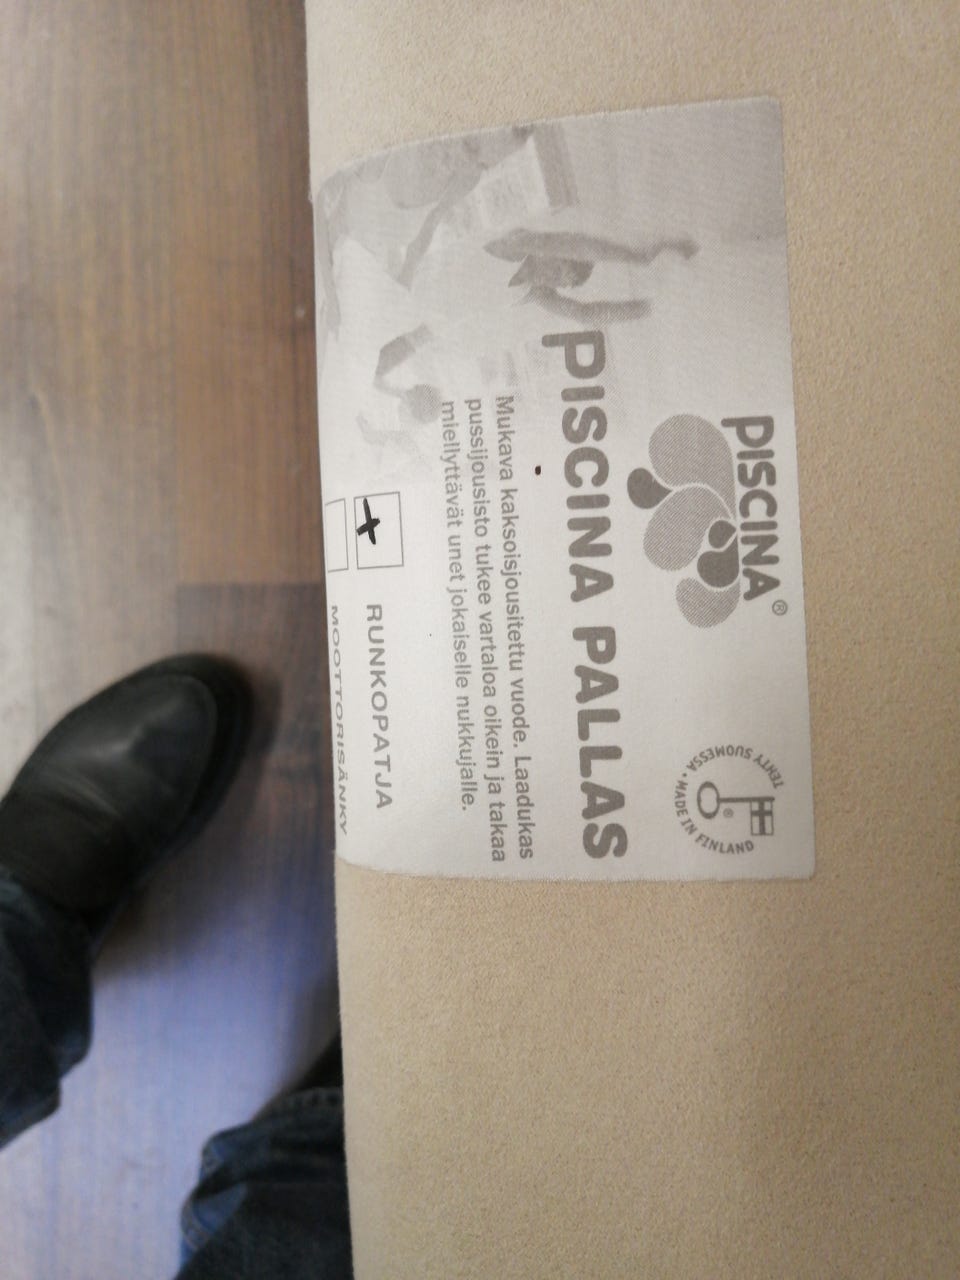 PISCINA®
TEHTY SUOMESSA • MADE IN FINLAND
PISCINA PALLAS
Mukava kaksoisjousitettu vuode. Laadukas
pussijousisto tukee vartaloa oikein ja takaa
miellyttävät unet jokaiselle nukkujalle.
RUNKOPATJA
MOOTTORISÄNKY